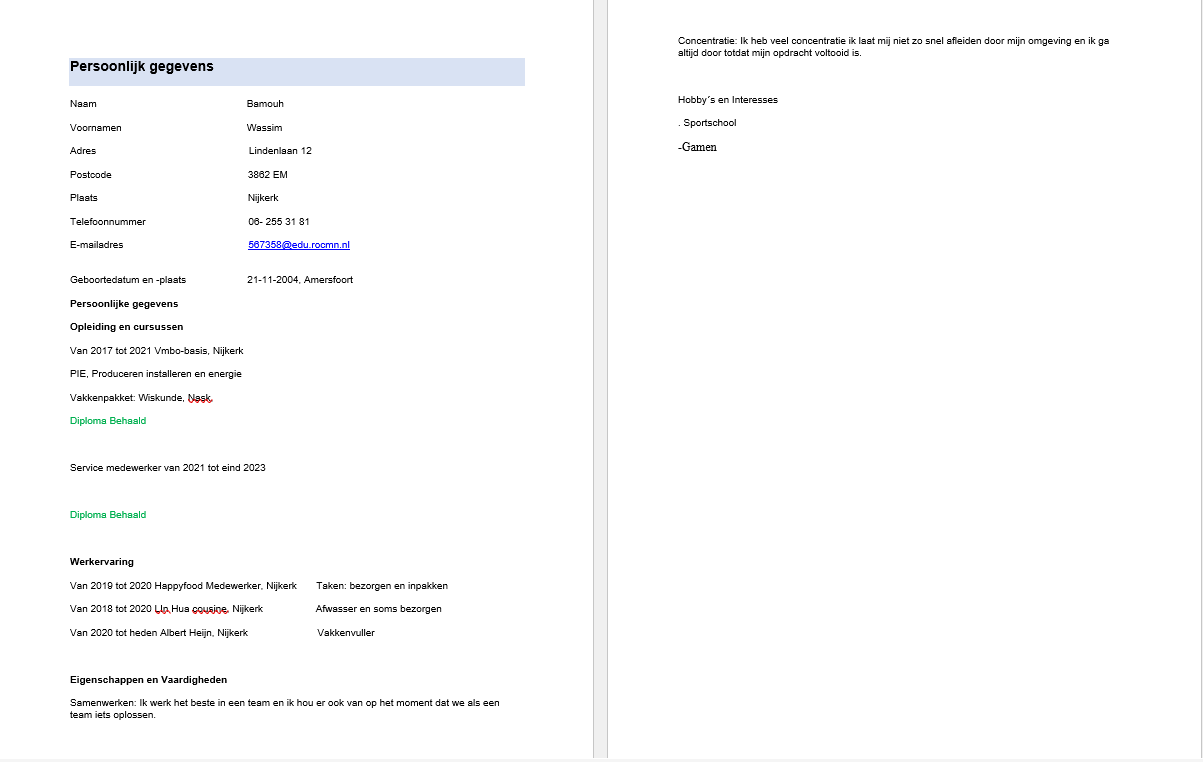 Persoonlijk gegevens
Naam Bamouh
Voornamen Wassim
Adres Lindenlaan 12
Postcode 3862 EM
Plaats Nijkerk
Telefoonnummer 06- 255 31 81
E-mailadres 567358@edu.rocmn.nl
Geboortedatum en -plaats 21-11-2004, Amersfoort
Persoonlijke gegevens
Opleiding en cursussen
Van 2017 tot 2021 Vmbo-basis, Nijkerk
PIE, Produceren installeren en energie
Vakkenpakket: Wiskunde, Nask,
Diploma Behaald
Service medewerker van 2021 tot eind 2023
Diploma Behaald
Werkervaring
Van 2019 tot 2020 Happyfood Medewerker, Nijkerk Taken: bezorgen en inpakken
Van 2018 tot 2020 LIn Hua cousine, Nijkerk Afwasser en soms bezorgen
Van 2020 tot heden Albert Heijn, Nijkerk Vakkenvuller
Eigenschappen en Vaardigheden
Samenwerken: Ik werk het beste in een team en ik hou er ook van op het moment dat we als een
team iets oplossen.
Concentratie: Ik heb veel concentratie ik laat mij niet zo snel afleiden door mijn omgeving en ik ga
altijd door totdat mijn opdracht voltooid is.
Hobby´s en Interesses
. Sportschool
-Gamen